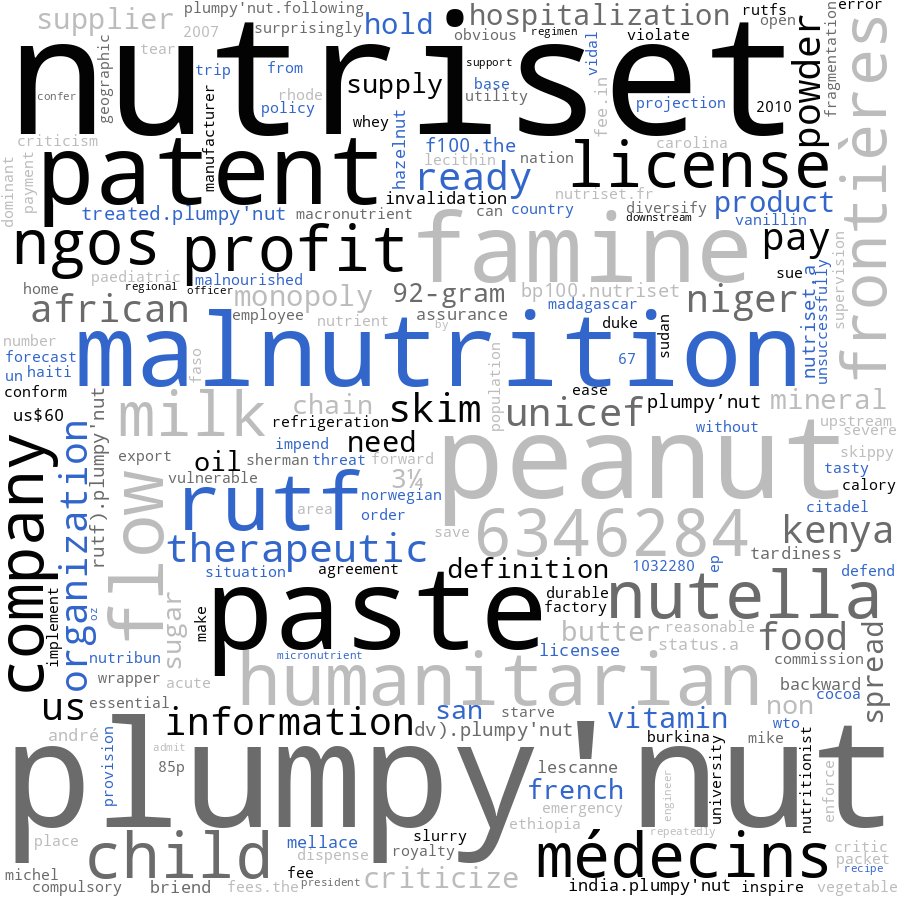 plumpy'nut.following
error
supplier
hold
hospitalization
rutfs
open
2007
surprisingly
obvious
regimen
violate
nutriset
tear
trip
from
support
vidal
powder
fragmentation
frontières
confer
geographic
rhode
policy
supply
base
utility
projection
2010
fee.in
whey
criticism
manufacturer
hazelnut
f100.the
lecithin
nation
carolina
patent
license
dominant
payment
ready
nutriset.fr
product
invalidation
treated.plumpy'nut
macronutrient
can
country
diversify
downstream
vanillin
ngos
profit
famine
pay
supervision
paediatric
malnourished
sue
nutriset.a
unsuccessfully
home
regional
officer
monopoly
92-gram
bp100.nutriset
niger
african
employee
nutrient
assurance
by
madagascar
duke
sudan
number
forecast
malnutrition
un
haiti
faso
67
population
conform
ease
us$60
rutf).plumpy'nut
milk
chain
skim
unicef
plumpy’nut
mineral
refrigeration
upstream
company
organization
impend
need
without
severe
export
oil
sherman
threat
forward
peanut
skippy
vulnerable
3¼
tasty
calory
flow
rutf
norwegian
area
order
citadel
save
6346284
kenya
therapeutic
tardiness
situation
agreement
definition
1032280
ep
defend
implement
oz
sugar
make
paste
durable
factory
nutella
butter
reasonable
food
spread
licensee
status.a
nutribun
micronutrient
commission
wrapper
acute
humanitarian
backward
essential
non
cocoa
us
information
san
starve
vitamin
wto
andré
dv).plumpy'nut
burkina
mike
provision
admit
plumpy'nut
85p
lescanne
university
nutritionist
enforce
french
engineer
emergency
ethiopia
place
mellace
slurry
repeatedly
child
dispense
royalty
médecins
critic
packet
michel
fee
recipe
compulsory
briend
fees.the
president
criticize
india.plumpy'nut
inspire
vegetable